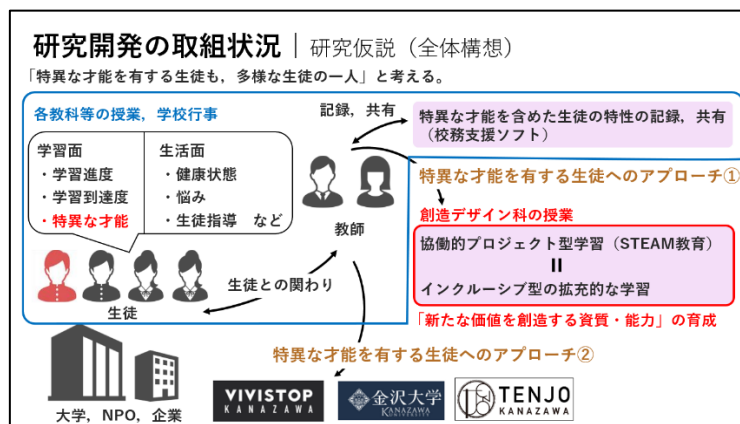 研究開発の取組状況｜研究仮説（全体構想）
「特異な才能を有する生徒も，多様な生徒の一人」と考える。
各教科等の授業，学校行事
学習面
・学習進度
・学習到達度
・特異な才能
生活面
・健康状態
・悩み
・生徒指導　など
生徒
記録，共有
教師
生徒との関わり
特異な才能を含めた生徒の特性の記録，共有
（校務支援ソフト）
特異な才能を有する生徒へのアプローチ①
創造デザイン科の授業
協働的プロジェクト型学習（STEAM教育）
＝
インクルーシブ型の拡充的な学習
「新たな価値を創造する資質・能力」の育成
特異な才能を有する生徒へのアプローチ②
大学，NPO，企業
VIVISTOP
KANAZAWA
金沢大学
KANAZAWA
UNIVERSITY
TENJO
KANAZAWA